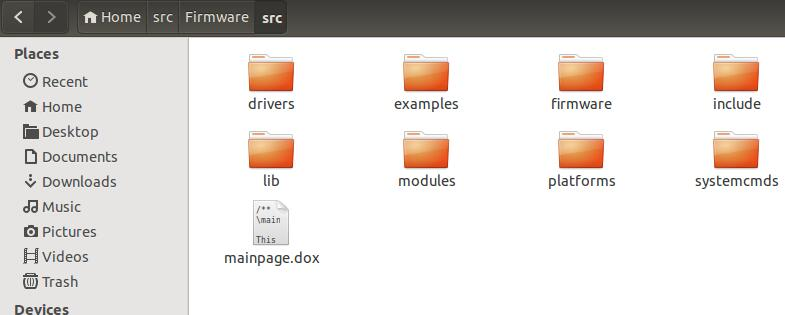 Home src Firmware src
Places
Recent
Home
Desktop
Documents
Downloads
Music
Pictures
Videos
Trash
Devices
drivers examples firmware include
lib modules platforms systemcmds
/**
\main
This
mainpage.dox